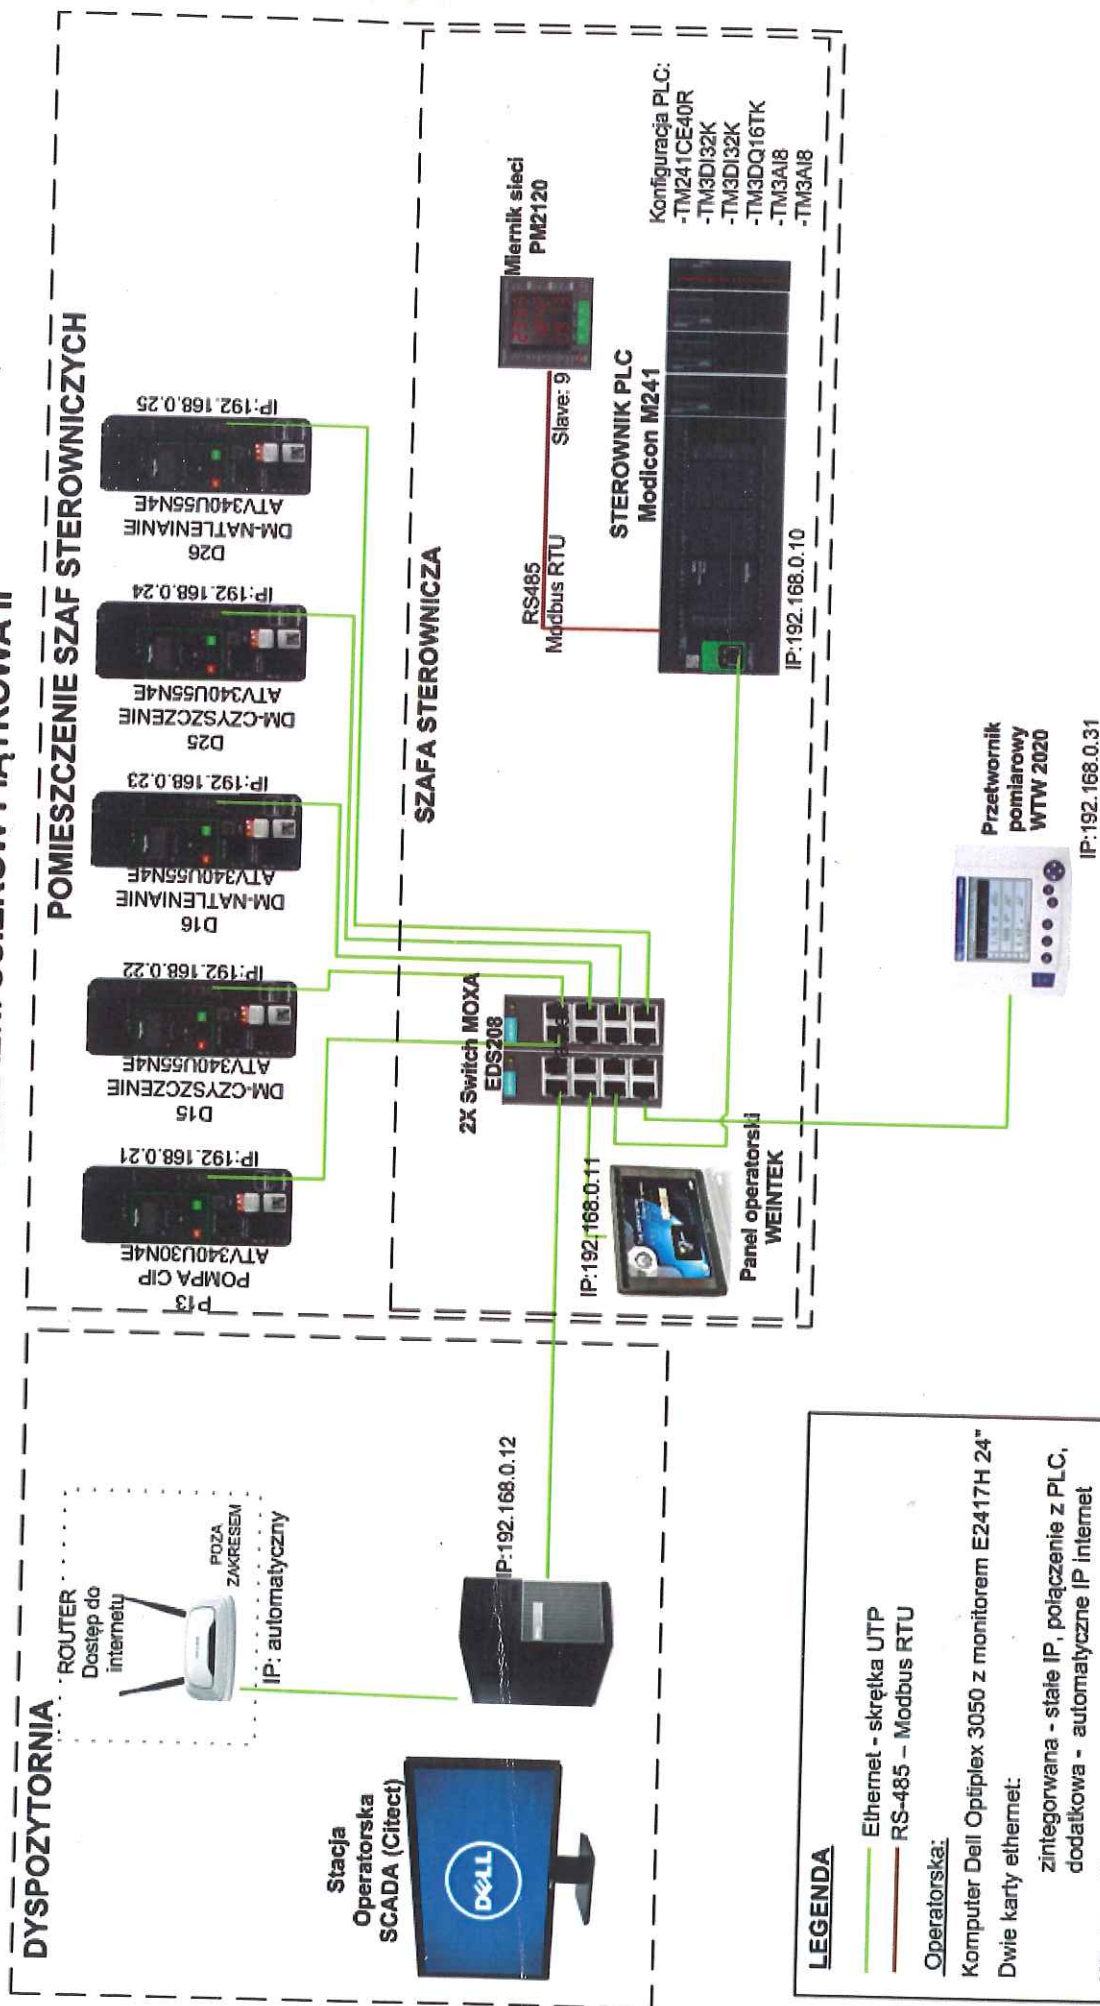 POMIESZCZENIE SZAF STEROWNICZYCH
P13
POMPA CIP
ATV340U30N4E
IP:192.168.0.21
D15
DM-CZYSZCZENIE
ATV340U55N4E
IP:192.168.0.22
D16
DM-NATLENIANIE
ATV340U55N4E
IP:192.168.0.23
D25
DM-CZYSZCZENIE
ATV340U55N4E
IP:192.168.0.24
D26
DM-NATLENIANIE
ATV340U55N4E
IP:192.168.0.25
SZAFA STEROWNICZA
2X Switch MOXA
EDS208
IP:192.168.0.11
Panel operatorski
WEINTEK
RS485
Modbus RTU
Slave: 9
Miernik sieci
PM2120
STEROWNIK PLC
Modicon M241
IP:192.168.0.10
Konfiguracja PLC:
-TM241CE40R
-TM3DI32K
-TM3DI32K
-TM3DQ16TK
-TM3AI8
-TM3AI8
Przetwornik
pomiarowy
WTW 2020
IP:192.168.0.31
DYSPOZYTORNIA
ROUTER
Dostęp do
internetu
POZA
ZAKRESEM
IP: automatyczny
Stacja
Operatorska
SCADA (Citect)
DELL
IP:192.168.0.12
LEGENDA
Ethernet - skrętka UTP
RS-485 – Modbus RTU
Operatorska:
Komputer Dell Optiplex 3050 z monitorem E2417H 24"
Dwie karty ethernet:
zintegorwana - stałe IP, połączenie z PLC,
dodatkowa - automatyczne IP internet